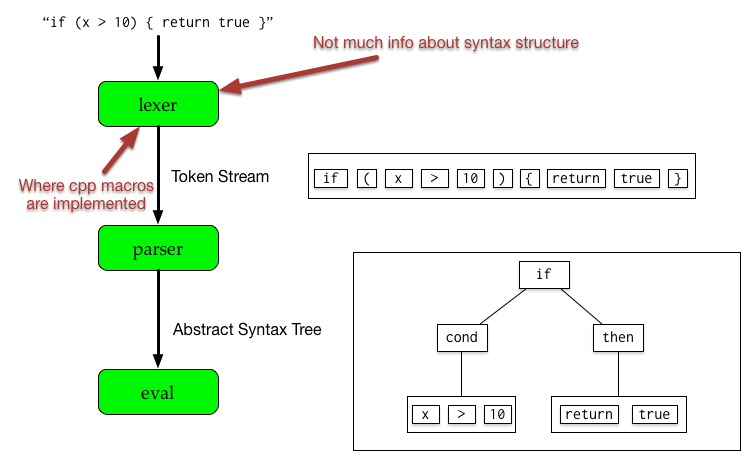 “if (x > 10) { return true }”
Not much info about syntax structure
lexer
Where cpp macros
are implemented
Token Stream
if ( x > 10 ) { return true }
parser
Abstract Syntax Tree
if
cond then
x > 10 return true
eval